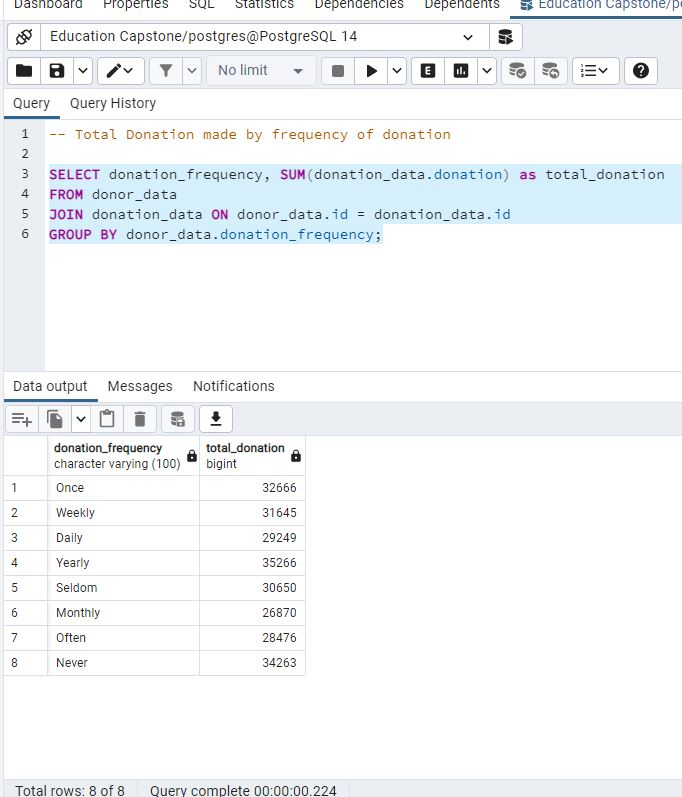 Dashboard Properties SQL Statistics Dependencies Dependents Education Capstone/po
Education Capstone/postgres@PostgreSQL 14
No limit E
Query Query History
1 -- Total Donation made by frequency of donation
2
3 SELECT donation_frequency, SUM(donation_data.donation) as total_donation
4 FROM donor_data
5 JOIN donation_data ON donor_data.id = donation_data.id
6 GROUP BY donor_data.donation_frequency;
Data output Messages Notifications
donation_frequency total_donation
character varying (100) bigint
1 Once 32666
2 Weekly 31645
3 Daily 29249
4 Yearly 35266
5 Seldom 30650
6 Monthly 26870
7 Often 28476
8 Never 34263
Total rows: 8 of 8 Query complete 00:00:00.224